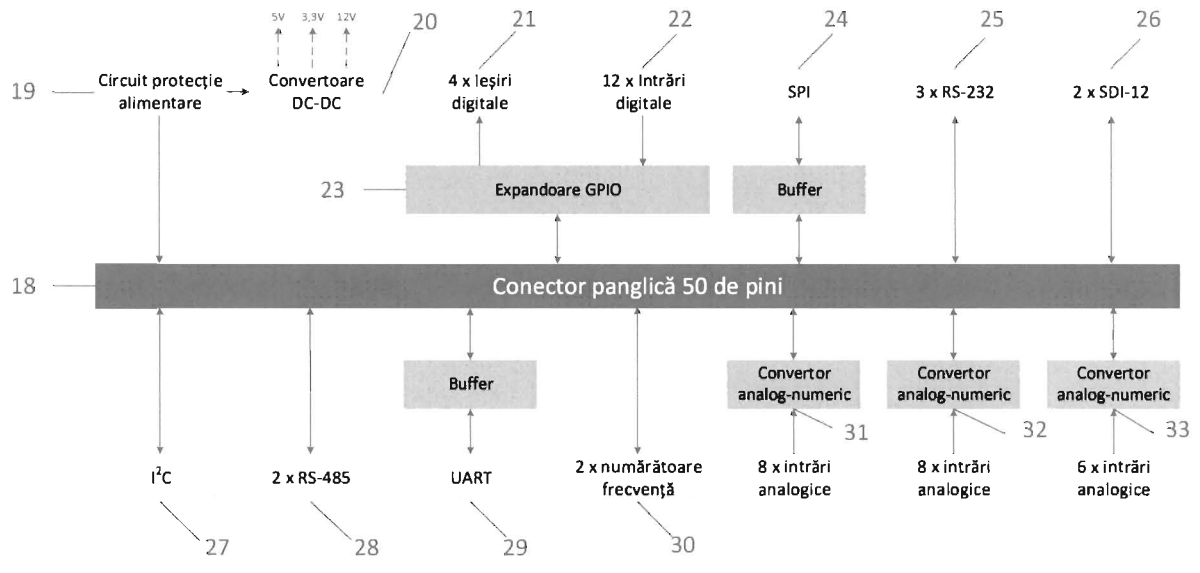 5V 3,3V 12V
20 21 22 24 25 26
19
Circuit protecție
alimentare
Convertoare
DC-DC
4 x Ieșiri
digitale
12 x Intrări
digitale
SPI
3 x RS-232
2 x SDI-12
23
Expandoare GPIO
Buffer
18
Conector panglică 50 de pini
Buffer
Convertor
analog-numeric
Convertor
analog-numeric
Convertor
analog-numeric
31 32 33
I²C
2 x RS-485
UART
2 x numărătoare
frecvență
8 x intrări
analogice
8 x intrări
analogice
6 x intrări
analogice
27 28 29 30